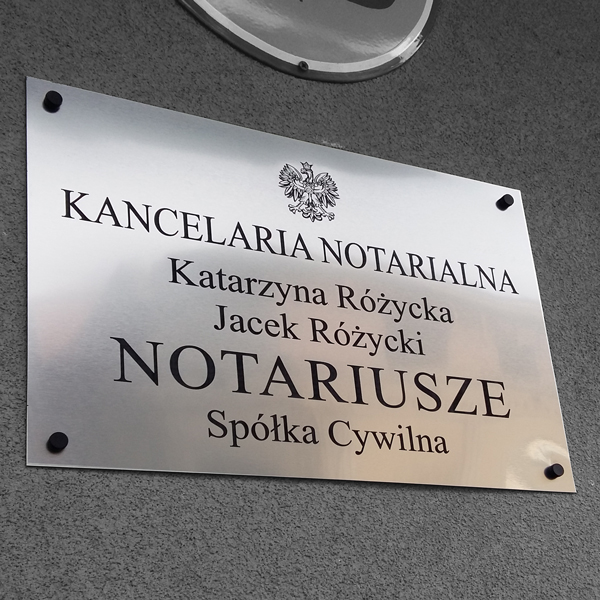 KANCELARIA NOTARIALNA
Katarzyna Różycka
Jacek Różycki
NOTARIUSZE
Spółka Cywilna